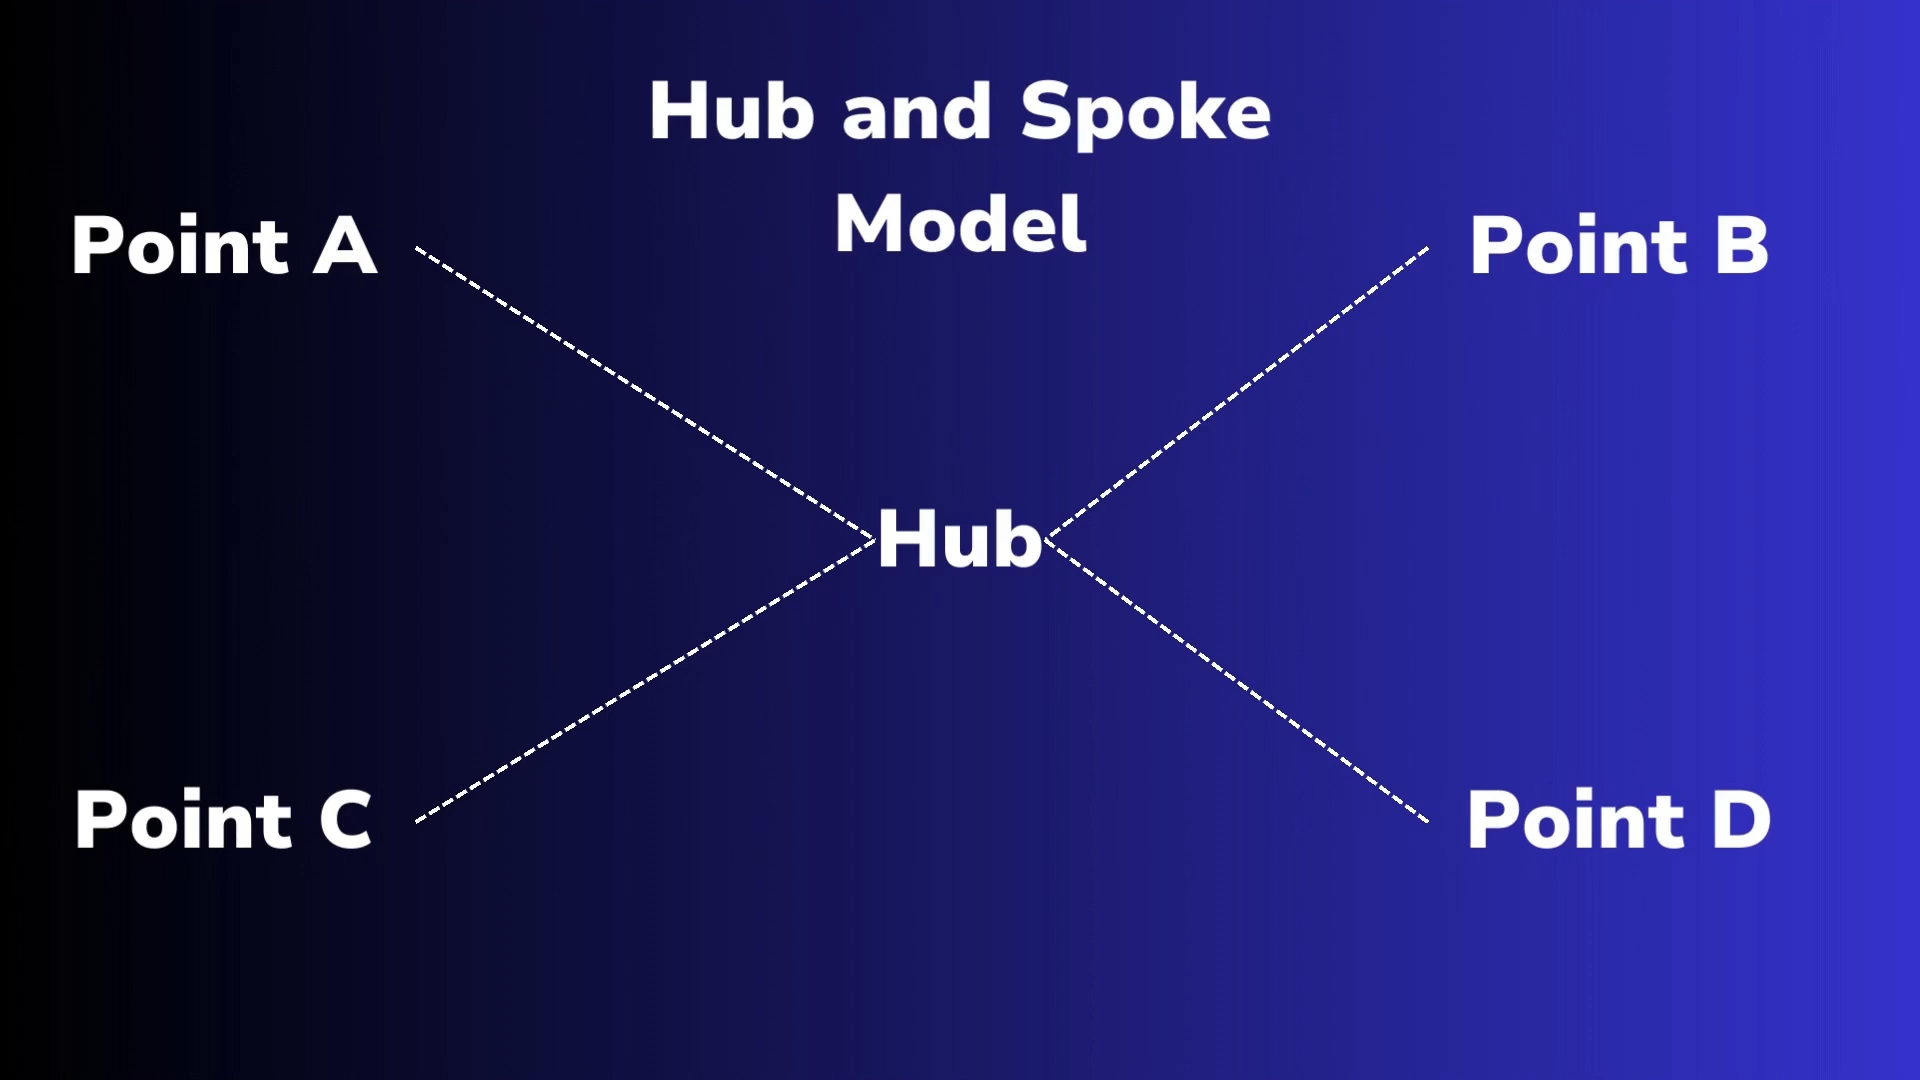 Hub and Spoke
Model
Point A
Point B
Hub
Point C
Point D